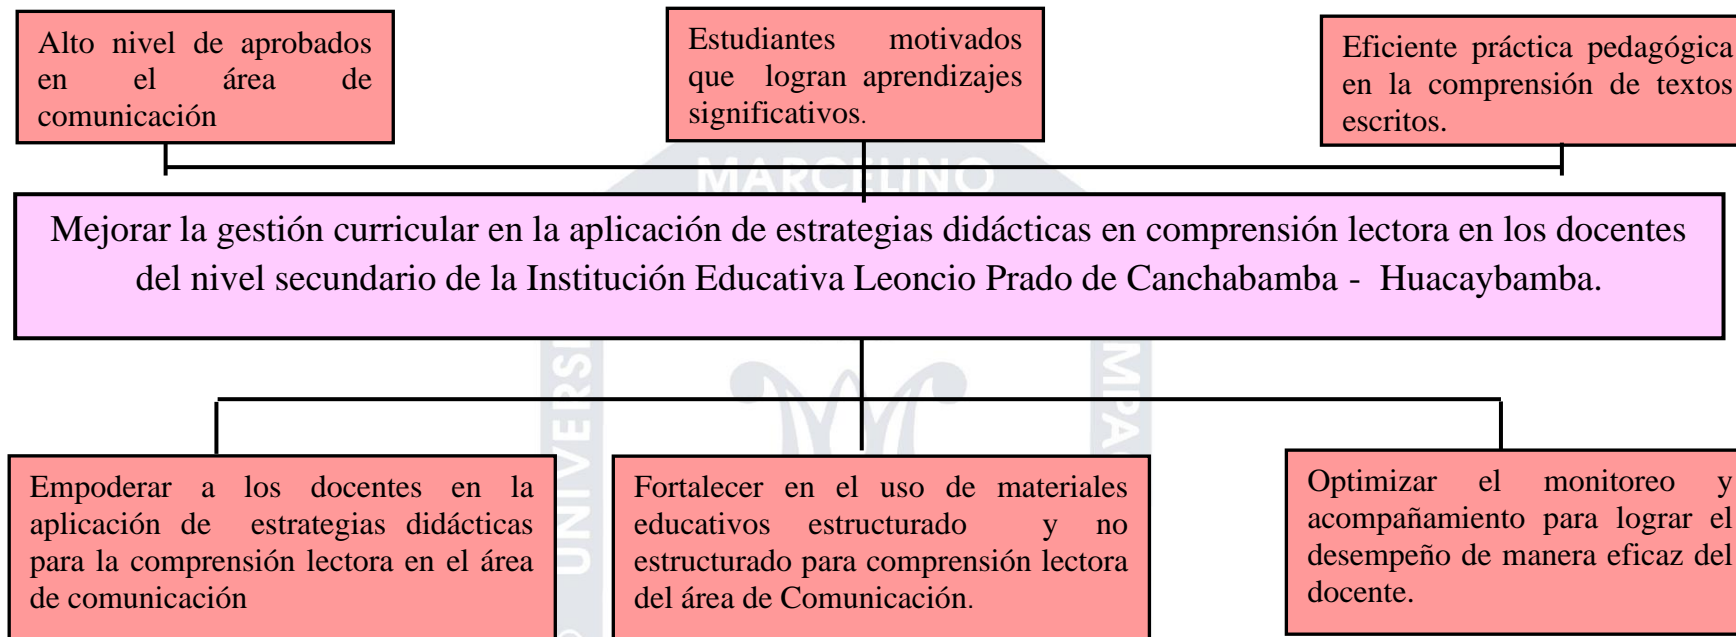 Alto nivel de aprobados
en el área de
comunicación
Estudiantes motivados
que logran aprendizajes
significativos.
Eficiente práctica pedagógica
en la comprensión de textos
escritos.
MARCELINO
Mejorar la gestión curricular en la aplicación de estrategias didácticas en comprensión lectora en los docentes
del nivel secundario de la Institución Educativa Leoncio Prado de Canchabamba - Huacaybamba.
Empoderar a los docentes en la
aplicación de estrategias didácticas
para la comprensión lectora en el área
de comunicación
Fortalecer en el uso de materiales
educativos estructurado y no
estructurado para comprensión lectora
del área de Comunicación.
Optimizar el monitoreo y
acompañamiento para lograr el
desempeño de manera eficaz del
docente.